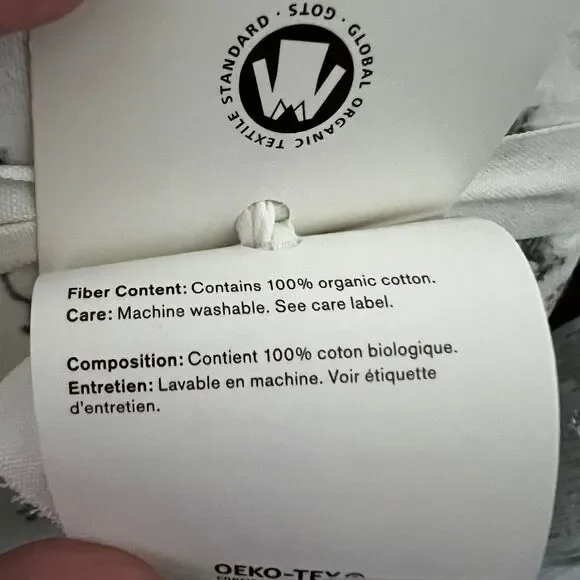 GLOBAL ORGANIC TEXTILE STANDARD · GOTS ·
Fiber Content: Contains 100% organic cotton.
Care: Machine washable. See care label.
Composition: Contient 100% coton biologique.
Entretien: Lavable en machine. Voir étiquette
d'entretien.
OEKO-TEX®